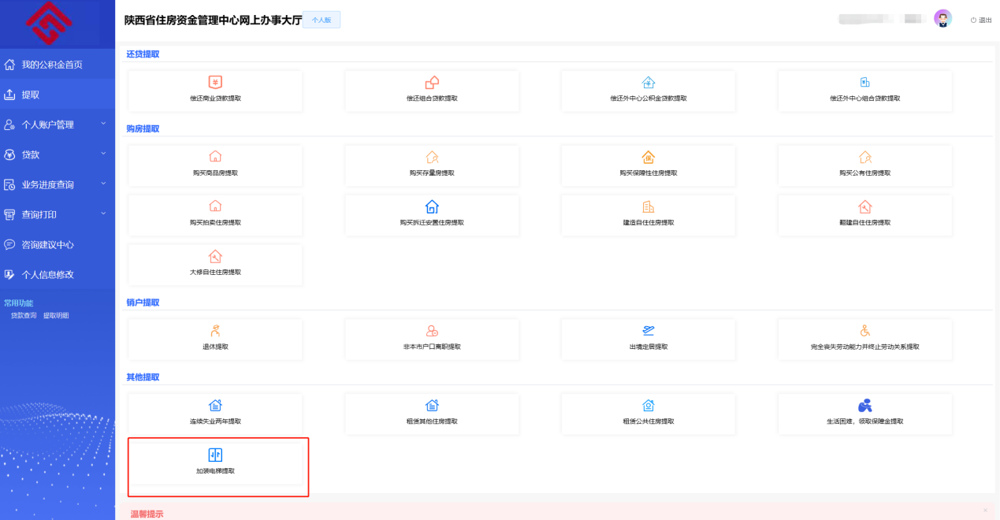 陕西省住房资金管理中心网上办事大厅
个人版
退出
我的公积金首页
提取
个人账户管理
贷款
业务进度查询
查询打印
咨询建议中心
个人信息修改
常用功能
贷款查询 提取明细
还贷提取
偿还商业贷款提取
偿还组合贷款提取
偿还外中心公积金贷款提取
偿还外中心组合贷款提取
购房提取
购买商品房提取
购买存量房提取
购买保障性住房提取
购买公有住房提取
购买拍卖住房提取
购买拆迁安置住房提取
建造自住住房提取
翻建自住住房提取
大修自住住房提取
销户提取
退休提取
非本市户口离职提取
出境定居提取
完全丧失劳动能力并终止劳动关系提取
其他提取
连续失业两年提取
租赁其他住房提取
租赁公共住房提取
生活困难，领取保障金提取
加装电梯提取
温馨提示